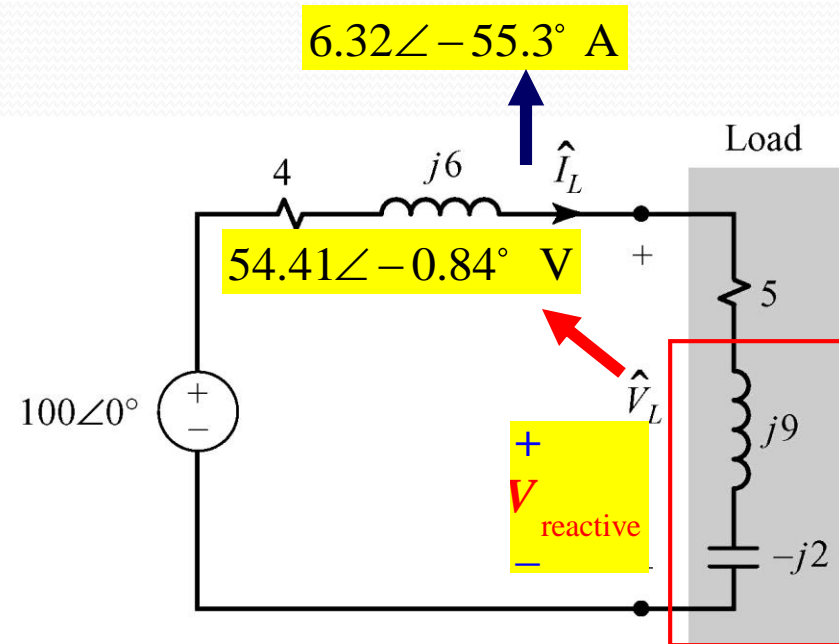 6.32∠−55.3° A
Load
4
j6
Î_L
54.41∠−0.84° V
+
5
100∠0°
+
−
V̂_L
j9
+
V reactive
−
−j2